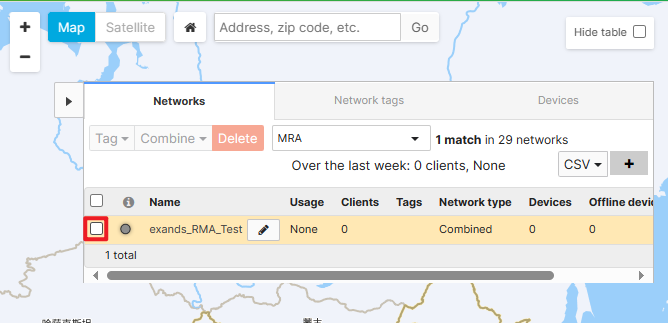 Map Satellite Address, zip code, etc. Go Hide table
Networks Network tags Devices
Tag Combine Delete MRA 1 match in 29 networks
Over the last week: 0 clients, None CSV
Name Usage Clients Tags Network type Devices Offline devi
exands_RMA_Test None 0 Combined 0 0
1 total